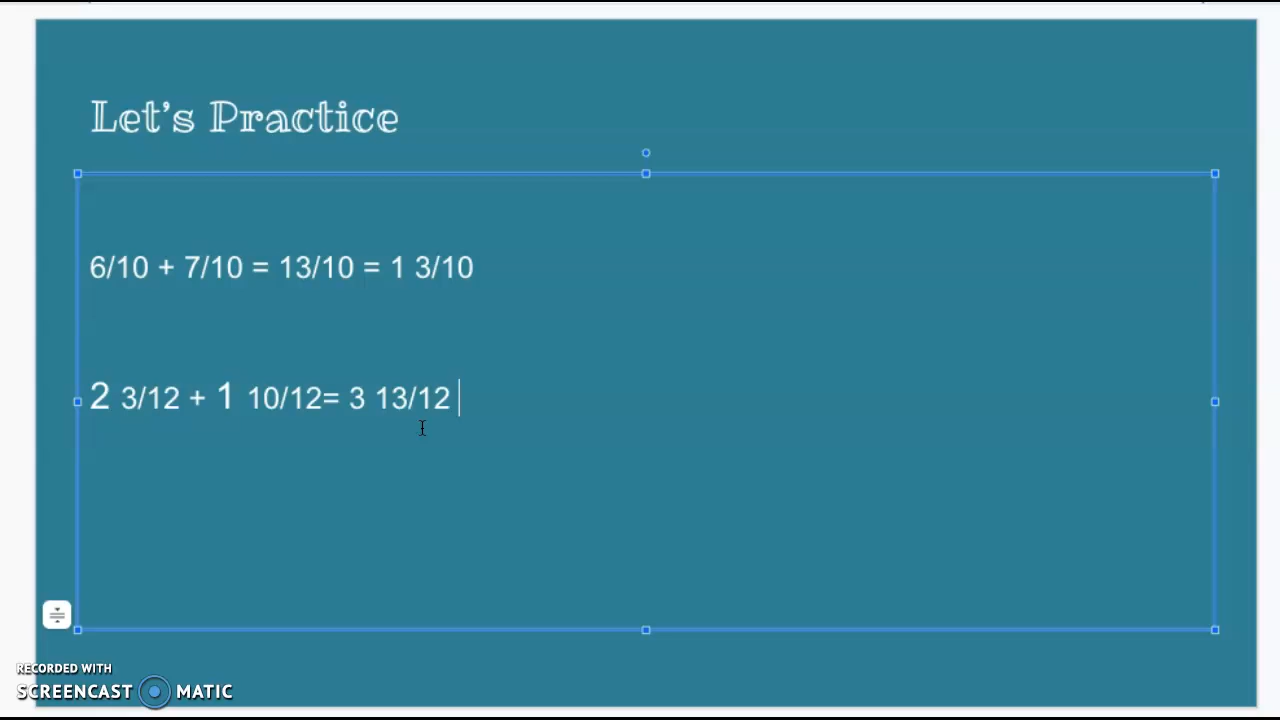 Let's Practice
6/10 + 7/10 = 13/10 = 1 3/10
2 3/12 + 1 10/12= 3 13/12
RECORDED WITH
SCREENCAST MATIC